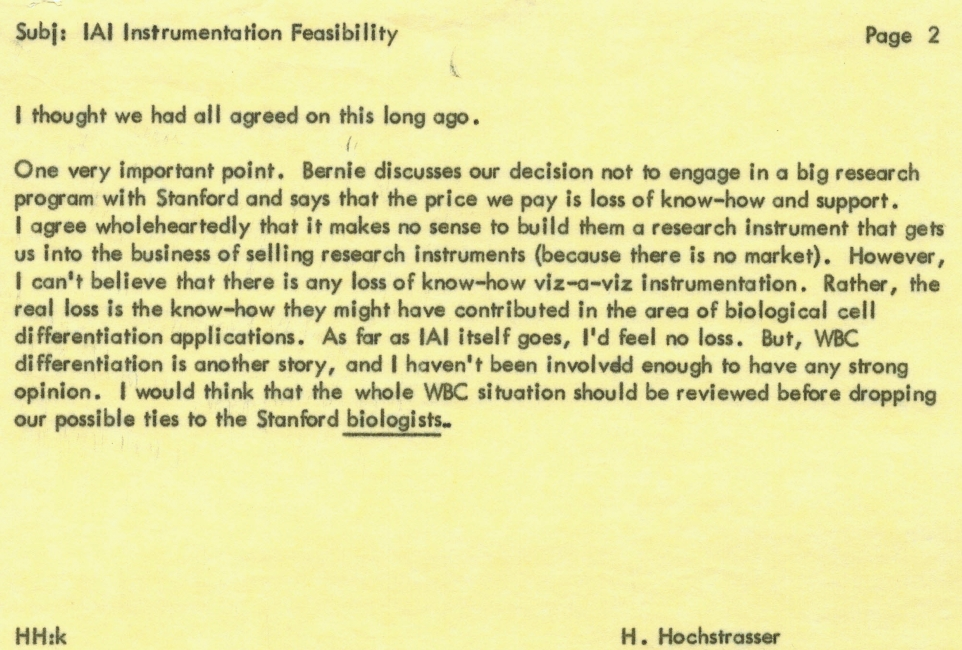 Subj: IAI Instrumentation Feasibility Page 2
I thought we had all agreed on this long ago.
One very important point. Bernie discusses our decision not to engage in a big research
program with Stanford and says that the price we pay is loss of know-how and support.
I agree wholeheartedly that it makes no sense to build them a research instrument that gets
us into the business of selling research instruments (because there is no market). However,
I can't believe that there is any loss of know-how viz-a-viz instrumentation. Rather, the
real loss is the know-how they might have contributed in the area of biological cell
differentiation applications. As far as IAI itself goes, I'd feel no loss. But, WBC
differentiation is another story, and I haven't been involvdd enough to have any strong
opinion. I would think that the whole WBC situation should be reviewed before dropping
our possible ties to the Stanford biologists.
HH:k H. Hochstrasser